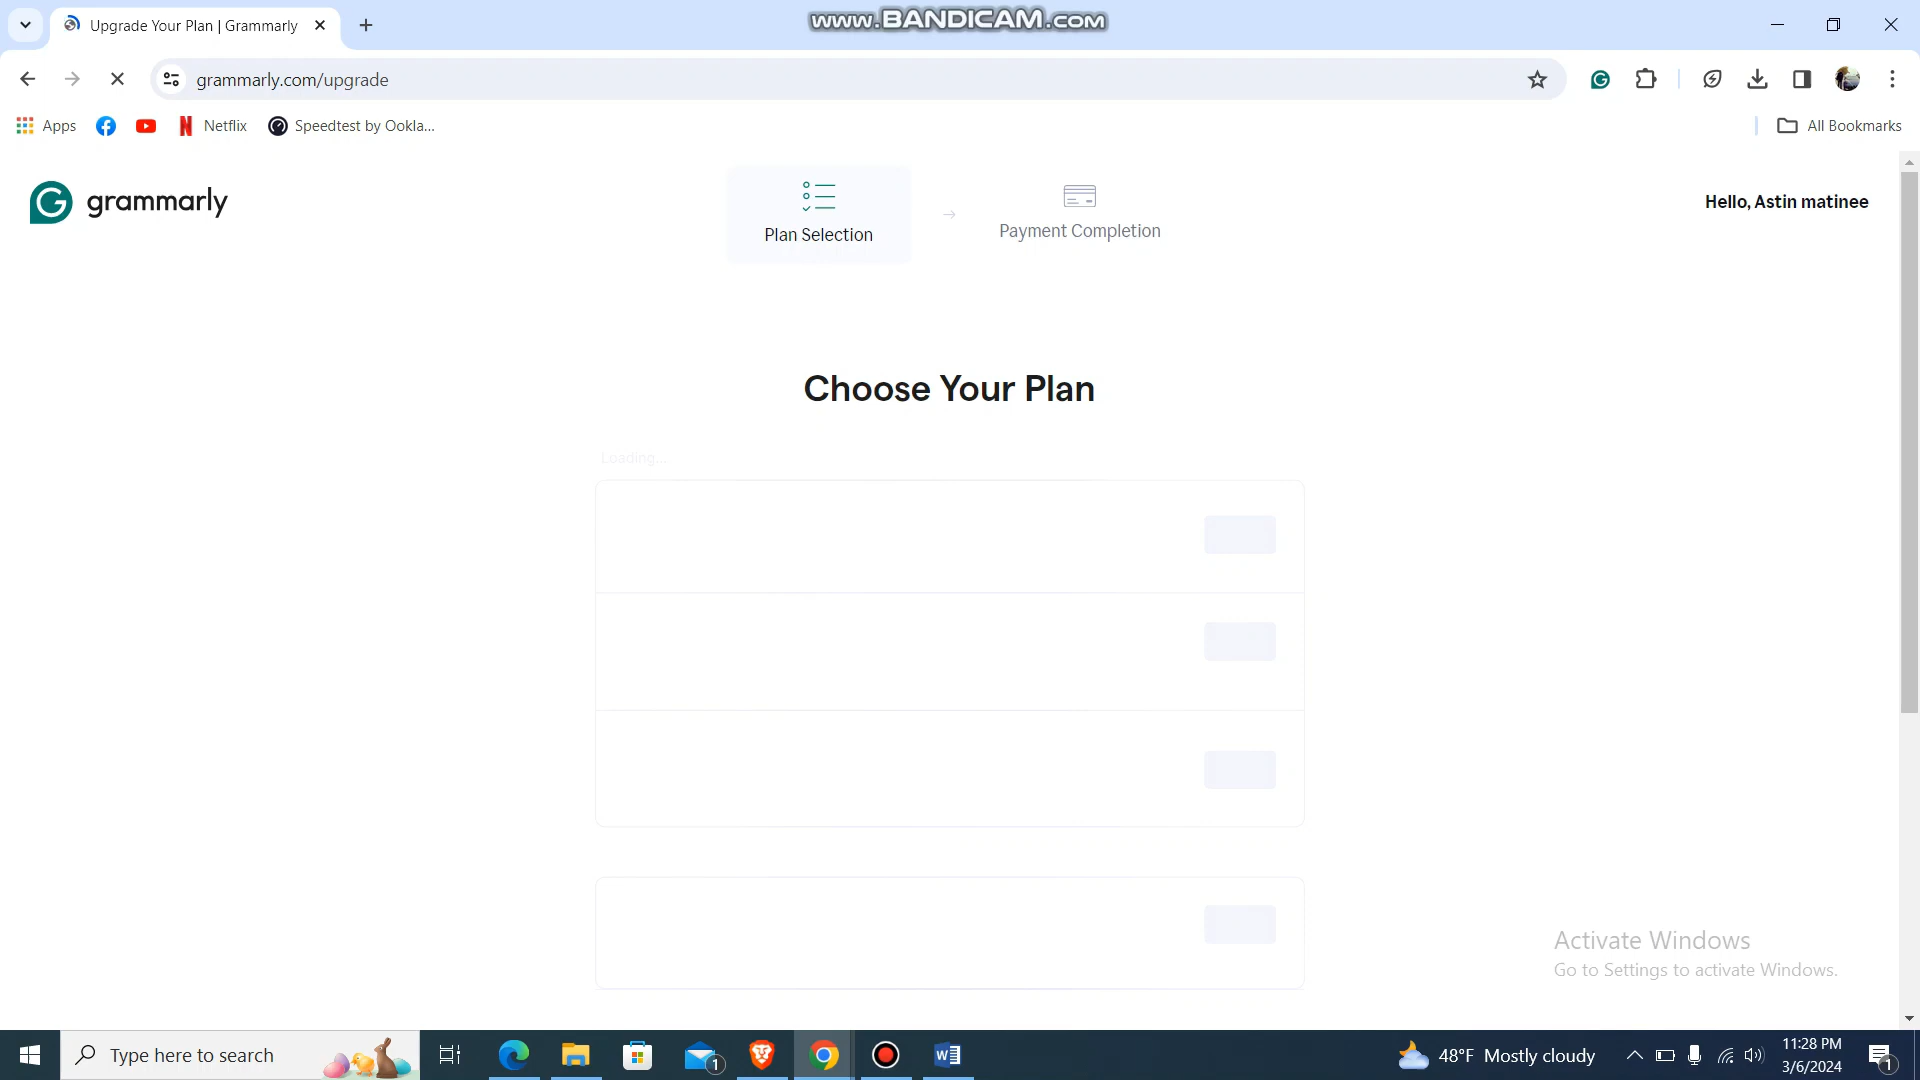 Upgrade Your Plan | Grammarly
www.BANDICAM.com
grammarly.com/upgrade
Apps
Netflix
Speedtest by Ookla...
All Bookmarks
grammarly
Plan Selection
Payment Completion
Hello, Astin matinee
Choose Your Plan
Loading...
Activate Windows
Go to Settings to activate Windows.
Type here to search
1
W
48°F Mostly cloudy
11:28 PM
3/6/2024
1